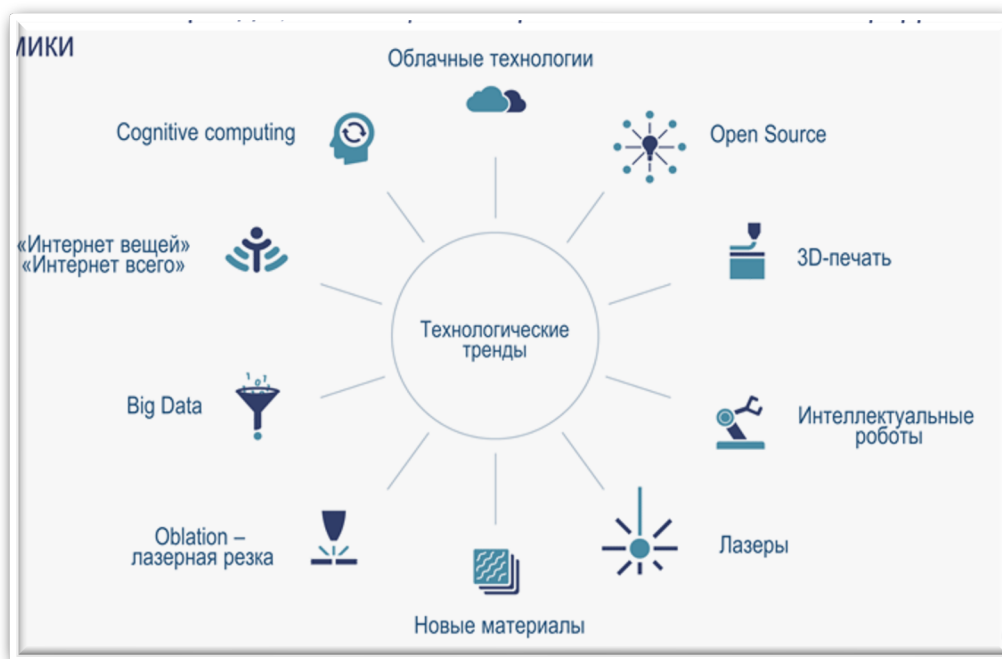 Облачные технологии
Cognitive computing
Open Source
«Интернет вещей»
«Интернет всего»
3D-печать
Технологические
тренды
Big Data
Интеллектуальные
роботы
Oblation –
лазерная резка
Лазеры
Новые материалы